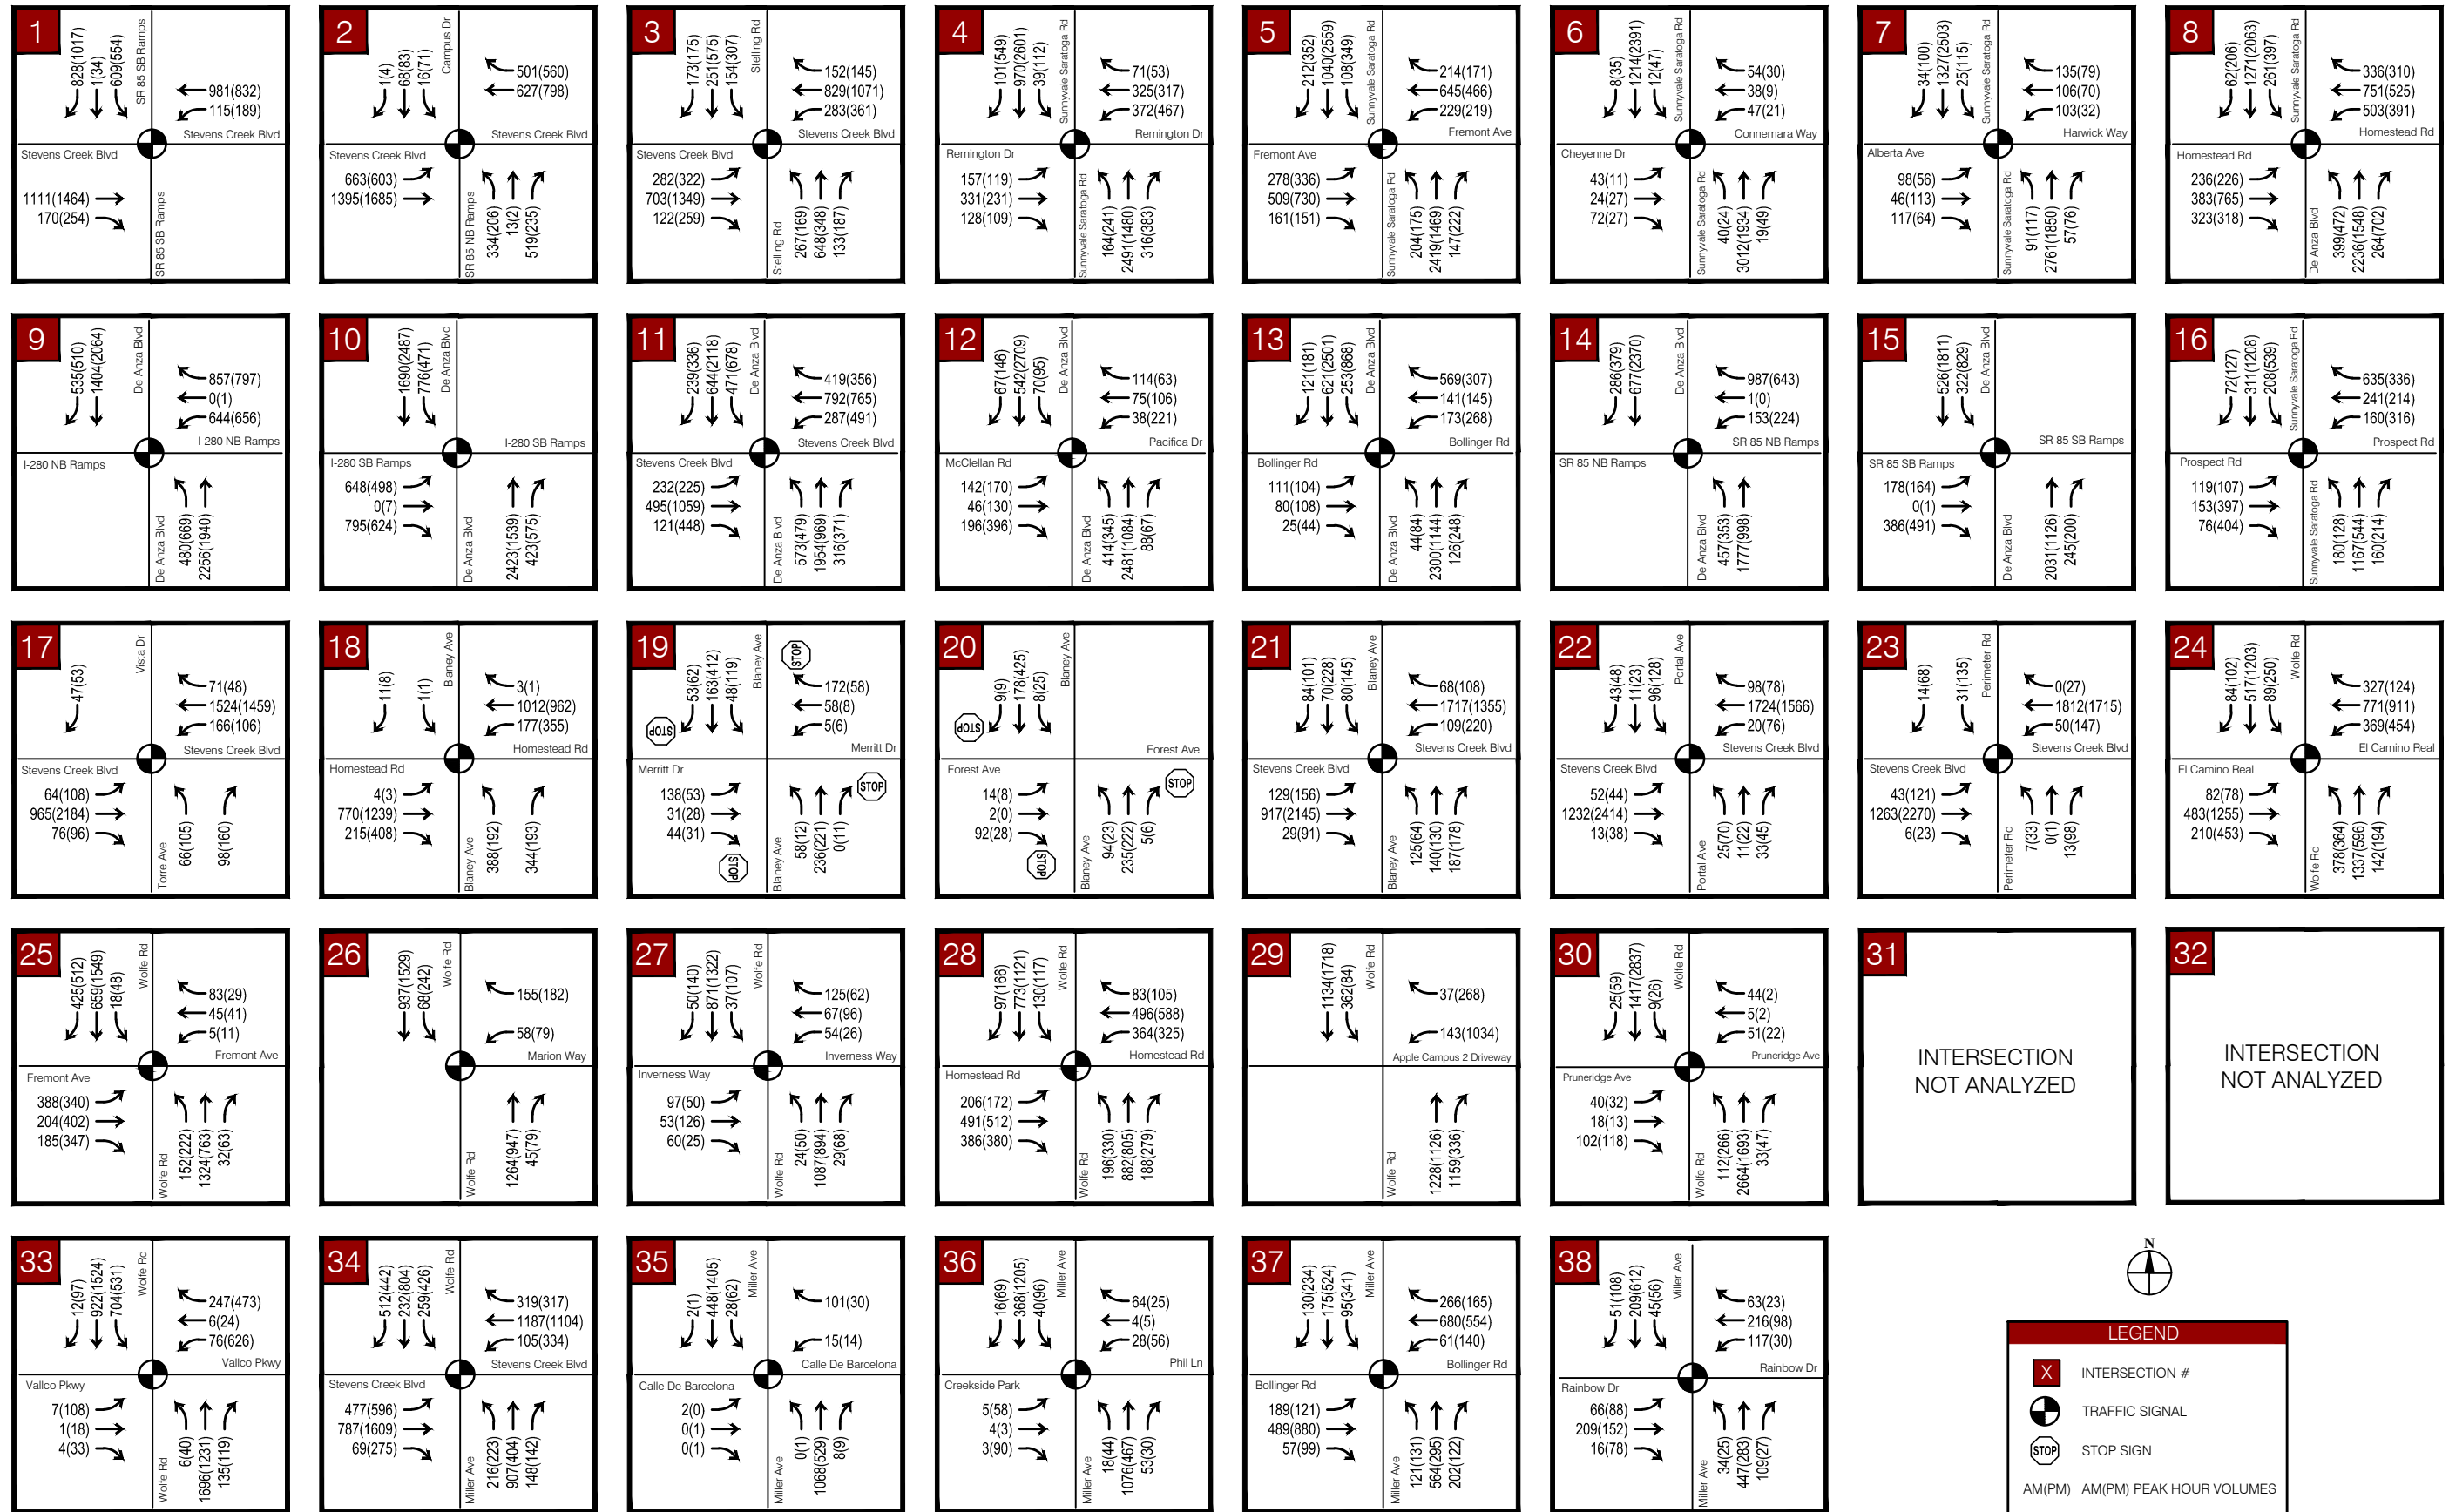 1
828(1017)
1(34)
609(554)
SR 85 SB Ramps
981(832)
115(189)
Stevens Creek Blvd
Stevens Creek Blvd
1111(1464)
170(254)
SR 85 SB Ramps
2
1(4)
68(83)
16(71)
Campus Dr
501(560)
627(798)
Stevens Creek Blvd
Stevens Creek Blvd
663(603)
1395(1685)
SR 85 NB Ramps
334(206)
13(2)
519(235)
3
173(175)
251(575)
154(307)
Stelling Rd
152(145)
829(1071)
283(361)
Stevens Creek Blvd
Stevens Creek Blvd
282(322)
703(1349)
122(259)
Stelling Rd
267(169)
648(348)
133(187)
4
101(549)
970(2601)
39(112)
Sunnyvale Saratoga Rd
71(53)
325(317)
372(467)
Remington Dr
Remington Dr
157(119)
331(231)
128(109)
Sunnyvale Saratoga Rd
164(241)
2491(1480)
316(383)
5
212(352)
1040(2559)
108(349)
Sunnyvale Saratoga Rd
214(171)
645(466)
229(219)
Fremont Ave
Fremont Ave
278(336)
509(730)
161(151)
Sunnyvale Saratoga Rd
204(175)
2419(1469)
147(222)
6
8(35)
1214(2391)
12(47)
Sunnyvale Saratoga Rd
54(30)
38(9)
47(21)
Connemara Way
Cheyenne Dr
43(11)
24(27)
72(27)
Sunnyvale Saratoga Rd
40(24)
3012(1934)
19(49)
7
34(100)
1327(2503)
25(115)
Sunnyvale Saratoga Rd
135(79)
106(70)
103(32)
Harwick Way
Alberta Ave
98(56)
46(113)
117(64)
Sunnyvale Saratoga Rd
91(117)
2761(1850)
57(76)
8
62(206)
1271(2063)
261(397)
Sunnyvale Saratoga Rd
336(310)
751(525)
503(391)
Homestead Rd
Homestead Rd
236(226)
383(765)
323(318)
De Anza Blvd
399(472)
2236(1548)
264(702)
9
535(510)
1404(2064)
De Anza Blvd
857(797)
0(1)
644(656)
I-280 NB Ramps
I-280 NB Ramps
De Anza Blvd
480(669)
2256(1940)
10
1690(2487)
776(471)
De Anza Blvd
I-280 SB Ramps
I-280 SB Ramps
648(498)
0(7)
795(624)
De Anza Blvd
2423(1539)
423(575)
11
239(336)
644(2118)
471(678)
De Anza Blvd
419(356)
792(765)
287(491)
Stevens Creek Blvd
Stevens Creek Blvd
232(225)
495(1059)
121(448)
De Anza Blvd
573(479)
1954(969)
316(371)
12
67(146)
542(2709)
70(95)
De Anza Blvd
114(63)
75(106)
38(221)
Pacifica Dr
McClellan Rd
142(170)
46(130)
196(396)
De Anza Blvd
414(345)
2481(1084)
88(67)
13
121(181)
621(2501)
253(868)
De Anza Blvd
569(307)
141(145)
173(268)
Bollinger Rd
Bollinger Rd
111(104)
80(108)
25(44)
De Anza Blvd
44(84)
2300(1144)
126(248)
14
286(379)
677(2370)
De Anza Blvd
987(643)
1(0)
153(224)
SR 85 NB Ramps
SR 85 NB Ramps
De Anza Blvd
457(353)
1777(998)
15
526(1811)
322(829)
De Anza Blvd
SR 85 SB Ramps
SR 85 SB Ramps
178(164)
0(1)
386(491)
De Anza Blvd
2031(1126)
245(200)
16
72(127)
311(1208)
208(539)
Sunnyvale Saratoga Rd
635(336)
241(214)
160(316)
Prospect Rd
Prospect Rd
119(107)
153(397)
76(404)
Sunnyvale Saratoga Rd
180(128)
1167(544)
160(214)
17
47(53)
Vista Dr
71(48)
1524(1459)
166(106)
Stevens Creek Blvd
Stevens Creek Blvd
64(108)
965(2184)
76(96)
Torre Ave
66(105)
98(160)
18
11(8)
1(1)
Blaney Ave
3(1)
1012(962)
177(355)
Homestead Rd
Homestead Rd
4(3)
770(1239)
215(408)
Blaney Ave
388(192)
344(193)
19
53(62)
163(412)
48(119)
Blaney Ave
STOP
172(58)
58(8)
5(6)
STOP
Merritt Dr
Merritt Dr
138(53)
31(28)
44(31)
STOP
STOP
Blaney Ave
58(12)
236(221)
0(11)
20
9(9)
178(425)
8(25)
Blaney Ave
STOP
Forest Ave
Forest Ave
14(8)
2(0)
92(28)
STOP
STOP
Blaney Ave
94(23)
235(222)
5(6)
21
84(101)
70(228)
80(145)
Blaney Ave
68(108)
1717(1355)
109(220)
Stevens Creek Blvd
Stevens Creek Blvd
129(156)
917(2145)
29(91)
Blaney Ave
125(64)
140(130)
187(178)
22
43(48)
11(23)
96(128)
Portal Ave
98(78)
1724(1566)
20(76)
Stevens Creek Blvd
Stevens Creek Blvd
52(44)
1232(2414)
13(38)
Portal Ave
25(70)
11(22)
33(45)
23
14(68)
31(135)
Perimeter Rd
0(27)
1812(1715)
50(147)
Stevens Creek Blvd
Stevens Creek Blvd
43(121)
1263(2270)
6(23)
Perimeter Rd
7(33)
0(1)
13(98)
24
84(102)
517(1203)
89(250)
Wolfe Rd
327(124)
771(911)
369(454)
El Camino Real
El Camino Real
82(78)
483(1255)
210(453)
Wolfe Rd
378(364)
1337(596)
142(194)
25
425(512)
659(1549)
18(48)
Wolfe Rd
83(29)
45(41)
5(11)
Fremont Ave
Fremont Ave
388(340)
204(402)
185(347)
Wolfe Rd
152(222)
1324(763)
32(63)
26
937(1529)
68(242)
Wolfe Rd
155(182)
58(79)
Marion Way
Wolfe Rd
1264(947)
45(79)
27
50(140)
871(1322)
37(107)
Wolfe Rd
125(62)
67(96)
54(26)
Inverness Way
Inverness Way
97(50)
53(126)
60(25)
Wolfe Rd
24(50)
1087(894)
29(68)
28
97(166)
773(1121)
130(117)
Wolfe Rd
83(105)
496(588)
364(325)
Homestead Rd
Homestead Rd
206(172)
491(512)
386(380)
Wolfe Rd
196(330)
882(805)
188(279)
29
1134(1718)
362(84)
Wolfe Rd
37(268)
143(1034)
Apple Campus 2 Driveway
Wolfe Rd
1228(1126)
1159(336)
30
25(59)
1417(2837)
9(26)
Wolfe Rd
44(2)
5(2)
51(22)
Pruneridge Ave
Pruneridge Ave
40(32)
18(13)
102(118)
Wolfe Rd
112(266)
2664(1693)
33(47)
31
INTERSECTION
NOT ANALYZED
32
INTERSECTION
NOT ANALYZED
33
12(97)
922(1524)
704(531)
Wolfe Rd
247(473)
6(24)
76(626)
Vallco Pkwy
Vallco Pkwy
7(108)
1(18)
4(33)
Wolfe Rd
6(40)
1696(1231)
135(119)
34
512(442)
232(804)
259(426)
Wolfe Rd
319(317)
1187(1104)
105(334)
Stevens Creek Blvd
Stevens Creek Blvd
477(596)
787(1609)
69(275)
Miller Ave
216(223)
907(404)
148(142)
35
2(1)
448(1405)
28(62)
Miller Ave
101(30)
15(14)
Calle De Barcelona
Calle De Barcelona
2(0)
0(1)
0(1)
Miller Ave
0(1)
1068(529)
8(9)
36
16(69)
368(1205)
40(96)
Miller Ave
64(25)
4(5)
28(56)
Phil Ln
Creekside Park
5(58)
4(3)
3(90)
Miller Ave
18(44)
1076(467)
53(30)
37
130(234)
175(524)
95(341)
Miller Ave
266(165)
680(554)
61(140)
Bollinger Rd
Bollinger Rd
189(121)
489(880)
57(99)
Miller Ave
121(131)
564(295)
202(122)
38
51(108)
209(612)
45(56)
Miller Ave
63(23)
216(98)
117(30)
Rainbow Dr
Rainbow Dr
66(88)
209(152)
16(78)
Miller Ave
34(25)
447(283)
109(27)
N
LEGEND
X INTERSECTION #
TRAFFIC SIGNAL
STOP STOP SIGN
AM(PM) AM(PM) PEAK HOUR VOLUMES